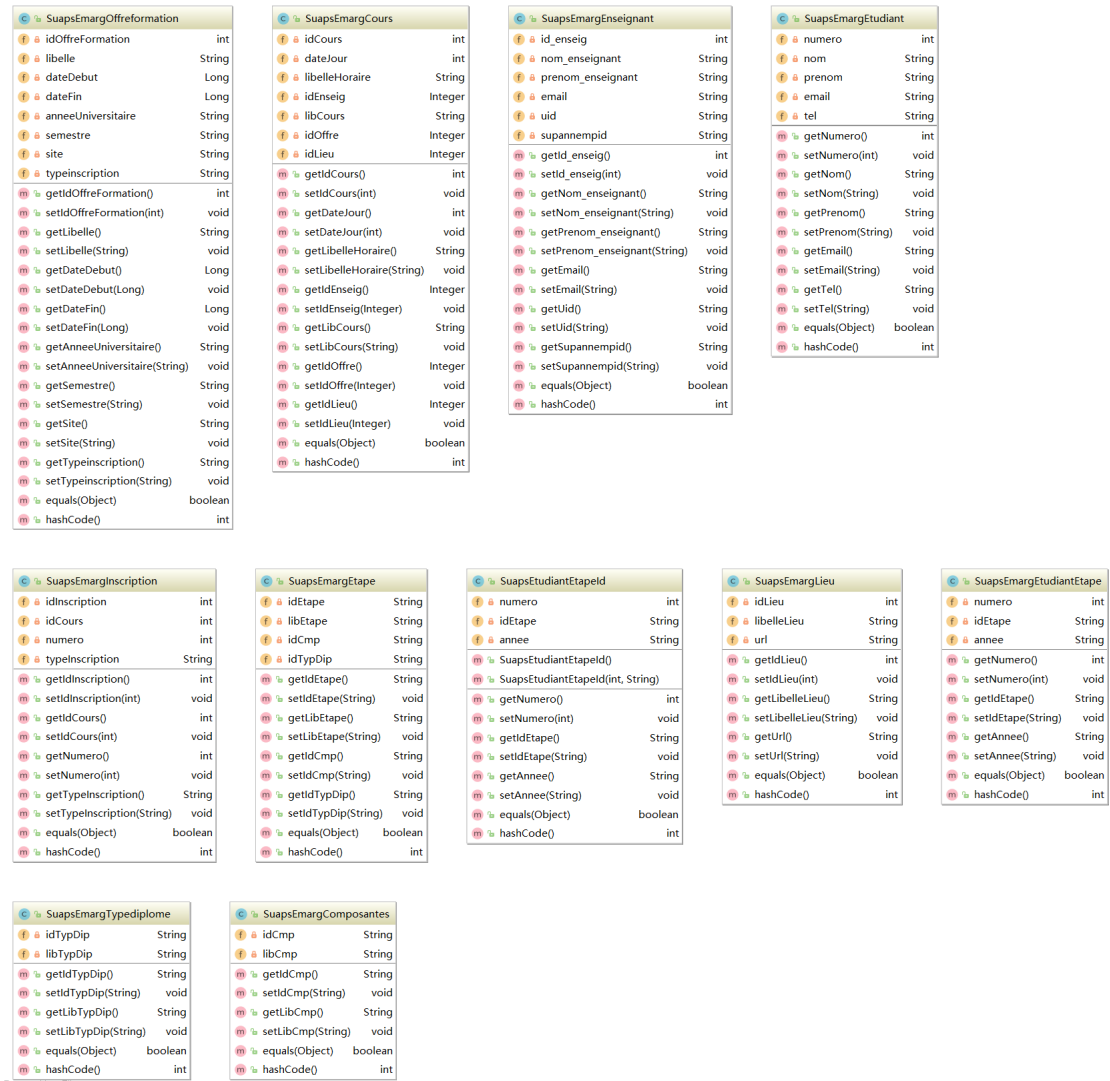 SuapsEmargOffreformation
idOffreFormation int
libelle String
dateDebut Long
dateFin Long
anneeUniversitaire String
semestre String
site String
typeinscription String
getIdOffreFormation() int
setIdOffreFormation(int) void
getLibelle() String
setLibelle(String) void
getDateDebut() Long
setDateDebut(Long) void
getDateFin() Long
setDateFin(Long) void
getAnneeUniversitaire() String
setAnneeUniversitaire(String) void
getSemestre() String
setSemestre(String) void
getSite() String
setSite(String) void
getTypeinscription() String
setTypeinscription(String) void
equals(Object) boolean
hashCode() int
SuapsEmargCours
idCours int
dateJour int
libelleHoraire String
idEnseig Integer
libCours String
idOffre Integer
idLieu Integer
getIdCours() int
setIdCours(int) void
getDateJour() int
setDateJour(int) void
getLibelleHoraire() String
setLibelleHoraire(String) void
getIdEnseig() Integer
setIdEnseig(Integer) void
getLibCours() String
setLibCours(String) void
getIdOffre() Integer
setIdOffre(Integer) void
getIdLieu() Integer
setIdLieu(Integer) void
equals(Object) boolean
hashCode() int
SuapsEmargEnseignant
id_enseig int
nom_enseignant String
prenom_enseignant String
email String
uid String
supannempid String
getId_enseig() int
setId_enseig(int) void
getNom_enseignant() String
setNom_enseignant(String) void
getPrenom_enseignant() String
setPrenom_enseignant(String) void
getEmail() String
setEmail(String) void
getUid() String
setUid(String) void
getSupannempid() String
setSupannempid(String) void
equals(Object) boolean
hashCode() int
SuapsEmargEtudiant
numero int
nom String
prenom String
email String
tel String
getNumero() int
setNumero(int) void
getNom() String
setNom(String) void
getPrenom() String
setPrenom(String) void
getEmail() String
setEmail(String) void
getTel() String
setTel(String) void
equals(Object) boolean
hashCode() int
SuapsEmargInscription
idInscription int
idCours int
numero int
typeInscription String
getIdInscription() int
setIdInscription(int) void
getIdCours() int
setIdCours(int) void
getNumero() int
setNumero(int) void
getTypeInscription() String
setTypeInscription(String) void
equals(Object) boolean
hashCode() int
SuapsEmargEtape
idEtape String
libEtape String
idCmp String
idTypDip String
getIdEtape() String
setIdEtape(String) void
getLibEtape() String
setLibEtape(String) void
getIdCmp() String
setIdCmp(String) void
getIdTypDip() String
setIdTypDip(String) void
equals(Object) boolean
hashCode() int
SuapsEtudiantEtapeId
numero int
idEtape String
annee String
SuapsEtudiantEtapeId()
SuapsEtudiantEtapeId(int, String)
getNumero() int
setNumero(int) void
getIdEtape() String
setIdEtape(String) void
getAnnee() String
setAnnee(String) void
equals(Object) boolean
hashCode() int
SuapsEmargLieu
idLieu int
libelleLieu String
url String
getIdLieu() int
setIdLieu(int) void
getLibelleLieu() String
setLibelleLieu(String) void
getUrl() String
setUrl(String) void
equals(Object) boolean
hashCode() int
SuapsEmargEtudiantEtape
numero int
idEtape String
annee String
getNumero() int
setNumero(int) void
getIdEtape() String
setIdEtape(String) void
getAnnee() String
setAnnee(String) void
equals(Object) boolean
hashCode() int
SuapsEmargTypediplome
idTypDip String
libTypDip String
getIdTypDip() String
setIdTypDip(String) void
getLibTypDip() String
setLibTypDip(String) void
equals(Object) boolean
hashCode() int
SuapsEmargComposantes
idCmp String
libCmp String
getIdCmp() String
setIdCmp(String) void
getLibCmp() String
setLibCmp(String) void
equals(Object) boolean
hashCode() int